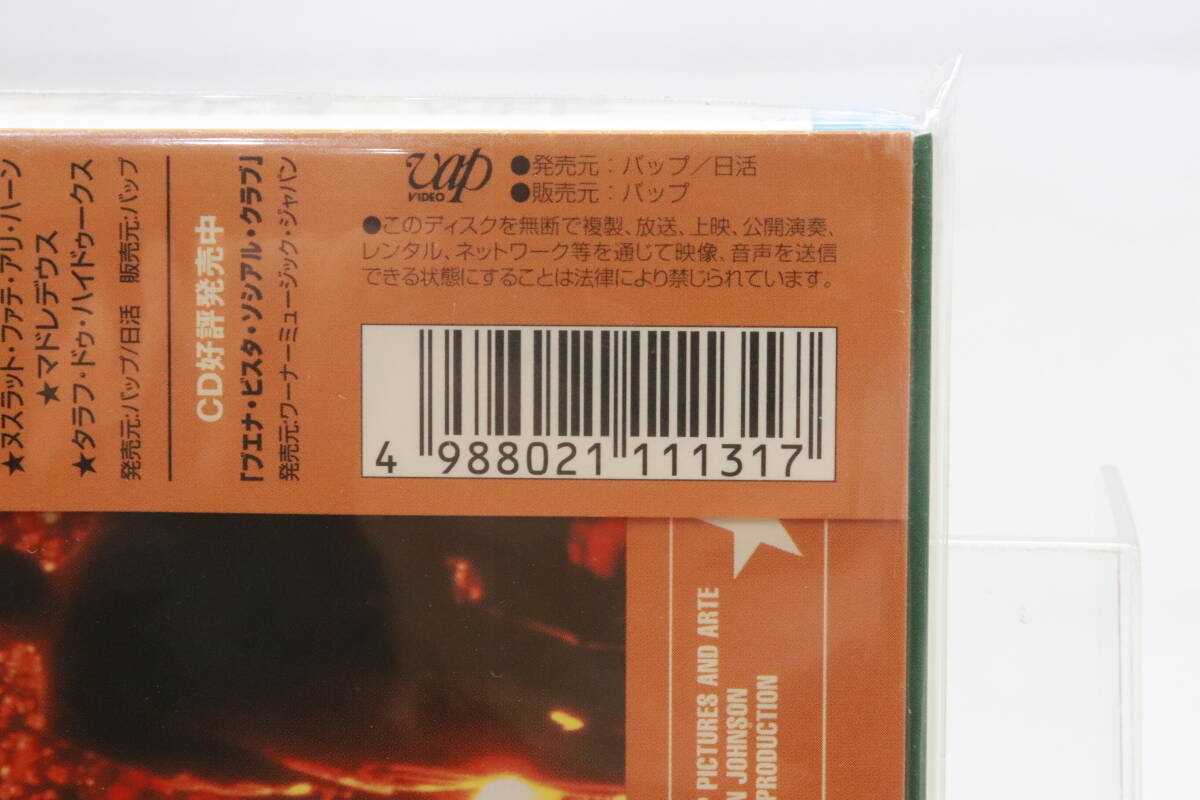 vap
VIDEO
●発売元：バップ／日活
●販売元：バップ
●このディスクを無断で複製、放送、上映、公開演奏、
レンタル、ネットワーク等を通じて映像、音声を送信
できる状態にすることは法律により禁じられています。
4 988021 111317
★ヌスラット・ファテ・アリ・ハーン
★マドレデウス
★タラフ・ドゥ・ハイドゥークス
発売元:バップ/日活　販売元:バップ
CD好評発売中
「ブエナ・ビスタ・ソシアル・クラブ」
発売元:ワーナーミュージック・ジャパン
PICTURES AND ARTE
JOHNSON
PRODUCTION